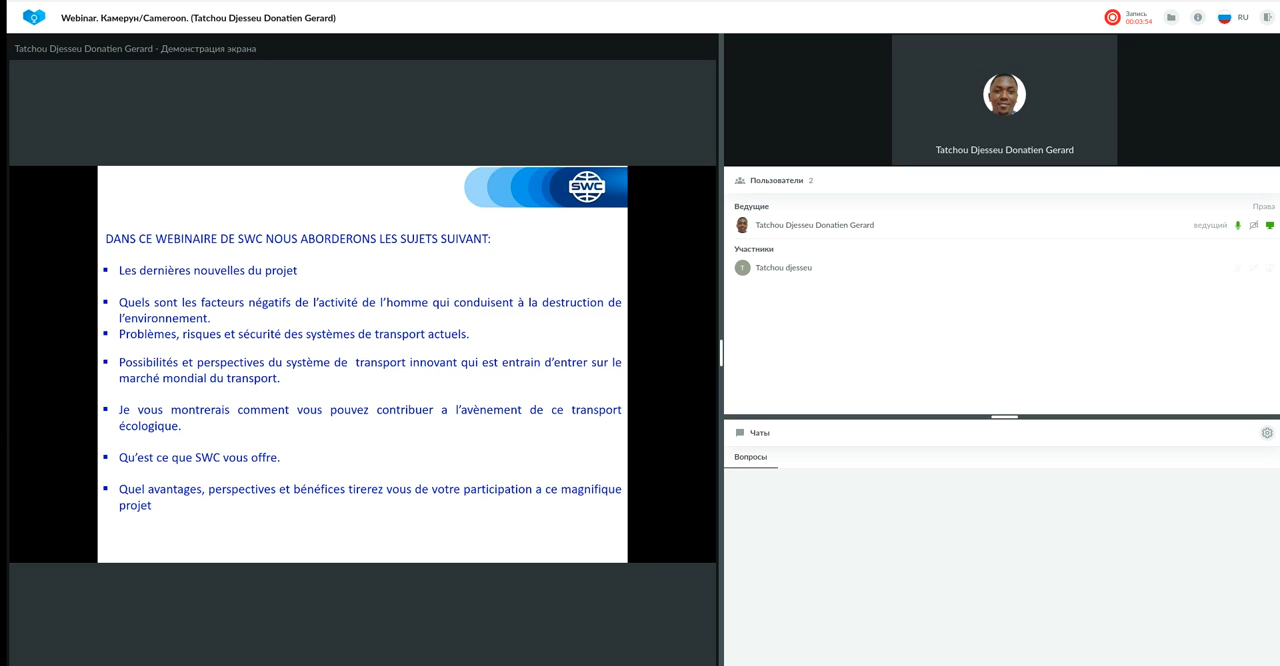 Webinar. Камерун/Cameroon. (Tatchou Djesseu Donatien Gerard)
Запись
00:03:54
RU
Tatchou Djesseu Donatien Gerard - Демонстрация экрана
SWC
DANS CE WEBINAIRE DE SWC NOUS ABORDERONS LES SUJETS SUIVANT:
▪ Les dernières nouvelles du projet
▪ Quels sont les facteurs négatifs de l’activité de l’homme qui conduisent à la destruction de
l’environnement.
▪ Problèmes, risques et sécurité des systèmes de transport actuels.
▪ Possibilités et perspectives du système de transport innovant qui est entrain d’entrer sur le
marché mondial du transport.
▪ Je vous montrerais comment vous pouvez contribuer a l’avènement de ce transport
écologique.
▪ Qu’est ce que SWC vous offre.
▪ Quel avantages, perspectives et bénéfices tirerez vous de votre participation a ce magnifique
projet
Tatchou Djesseu Donatien Gerard
Пользователи 2
Ведущие Права
Tatchou Djesseu Donatien Gerard ведущий
Участники
T Tatchou djesseu
Чаты
Вопросы